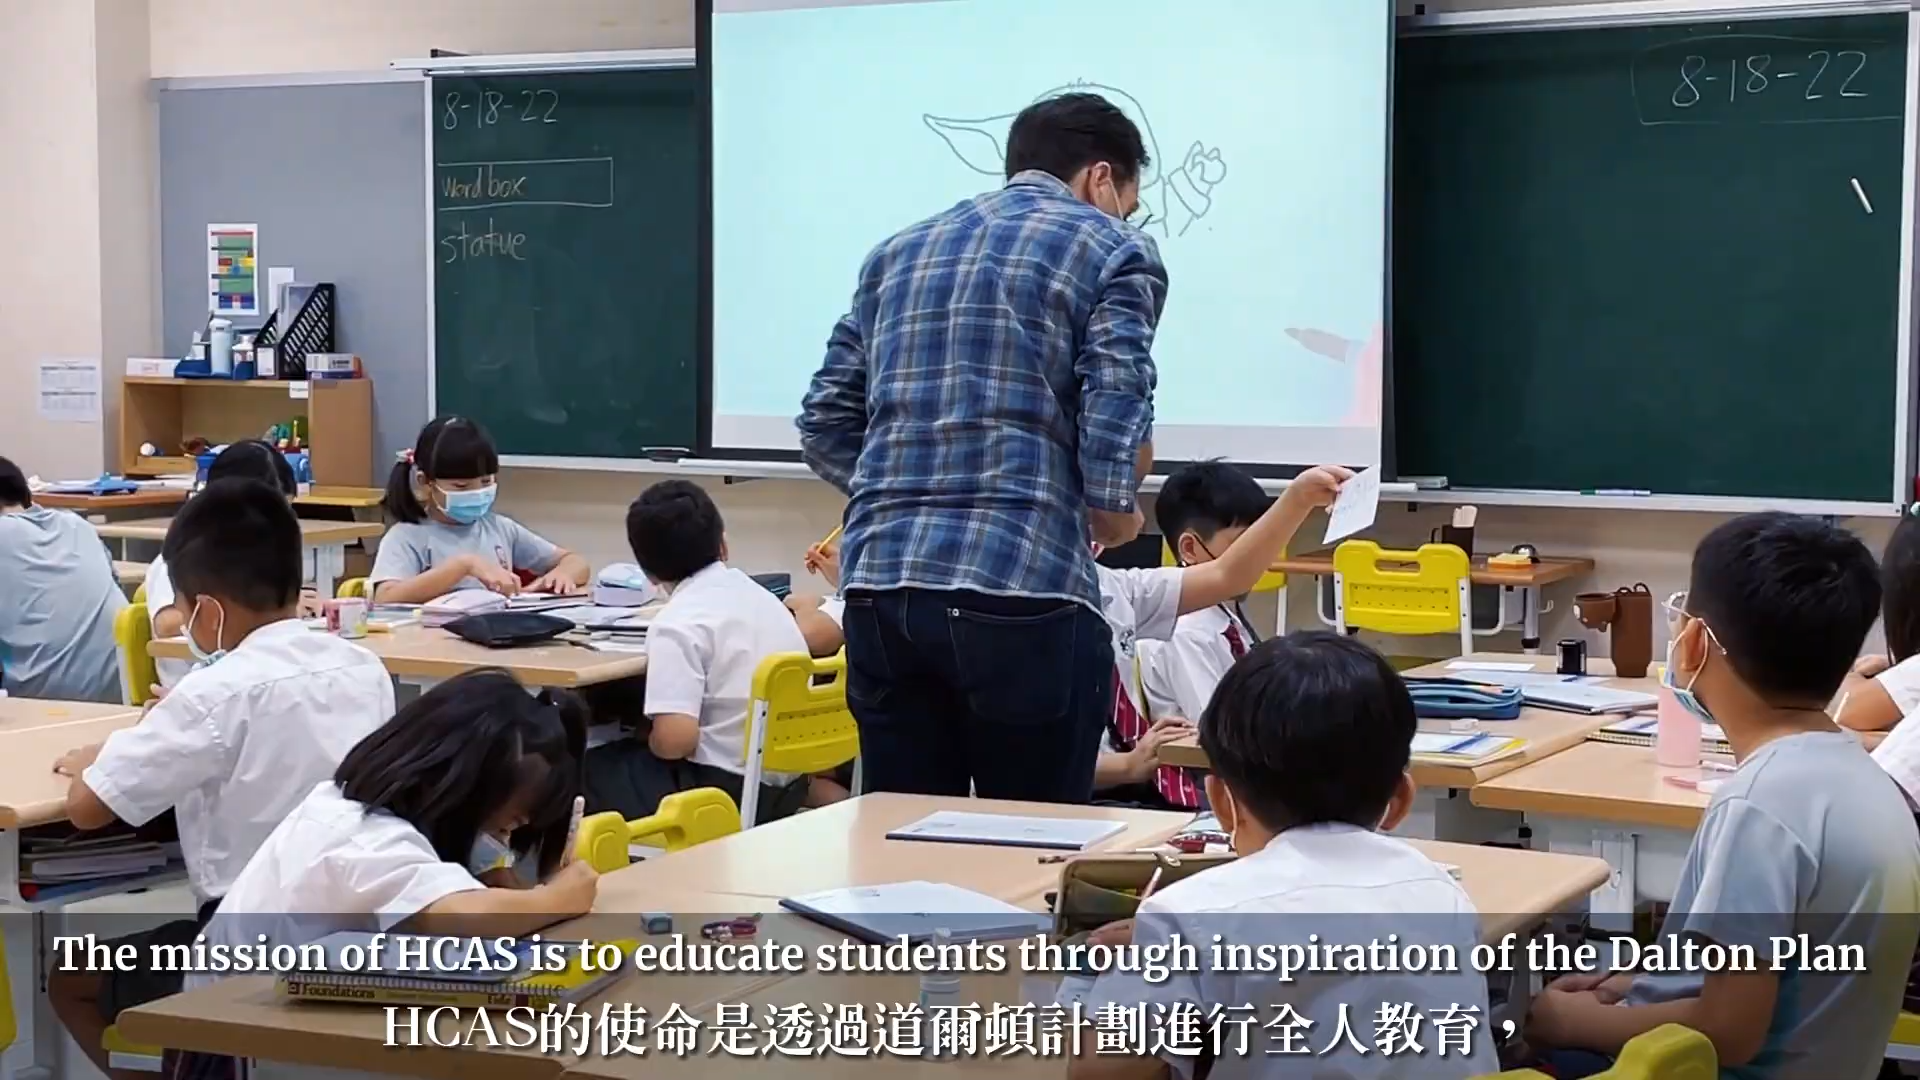 8-18-22
word box
statue
8-18-22
Foundations
The mission of HCAS is to educate students through inspiration of the Dalton Plan
HCAS的使命是透過道爾頓計劃進行全人教育，